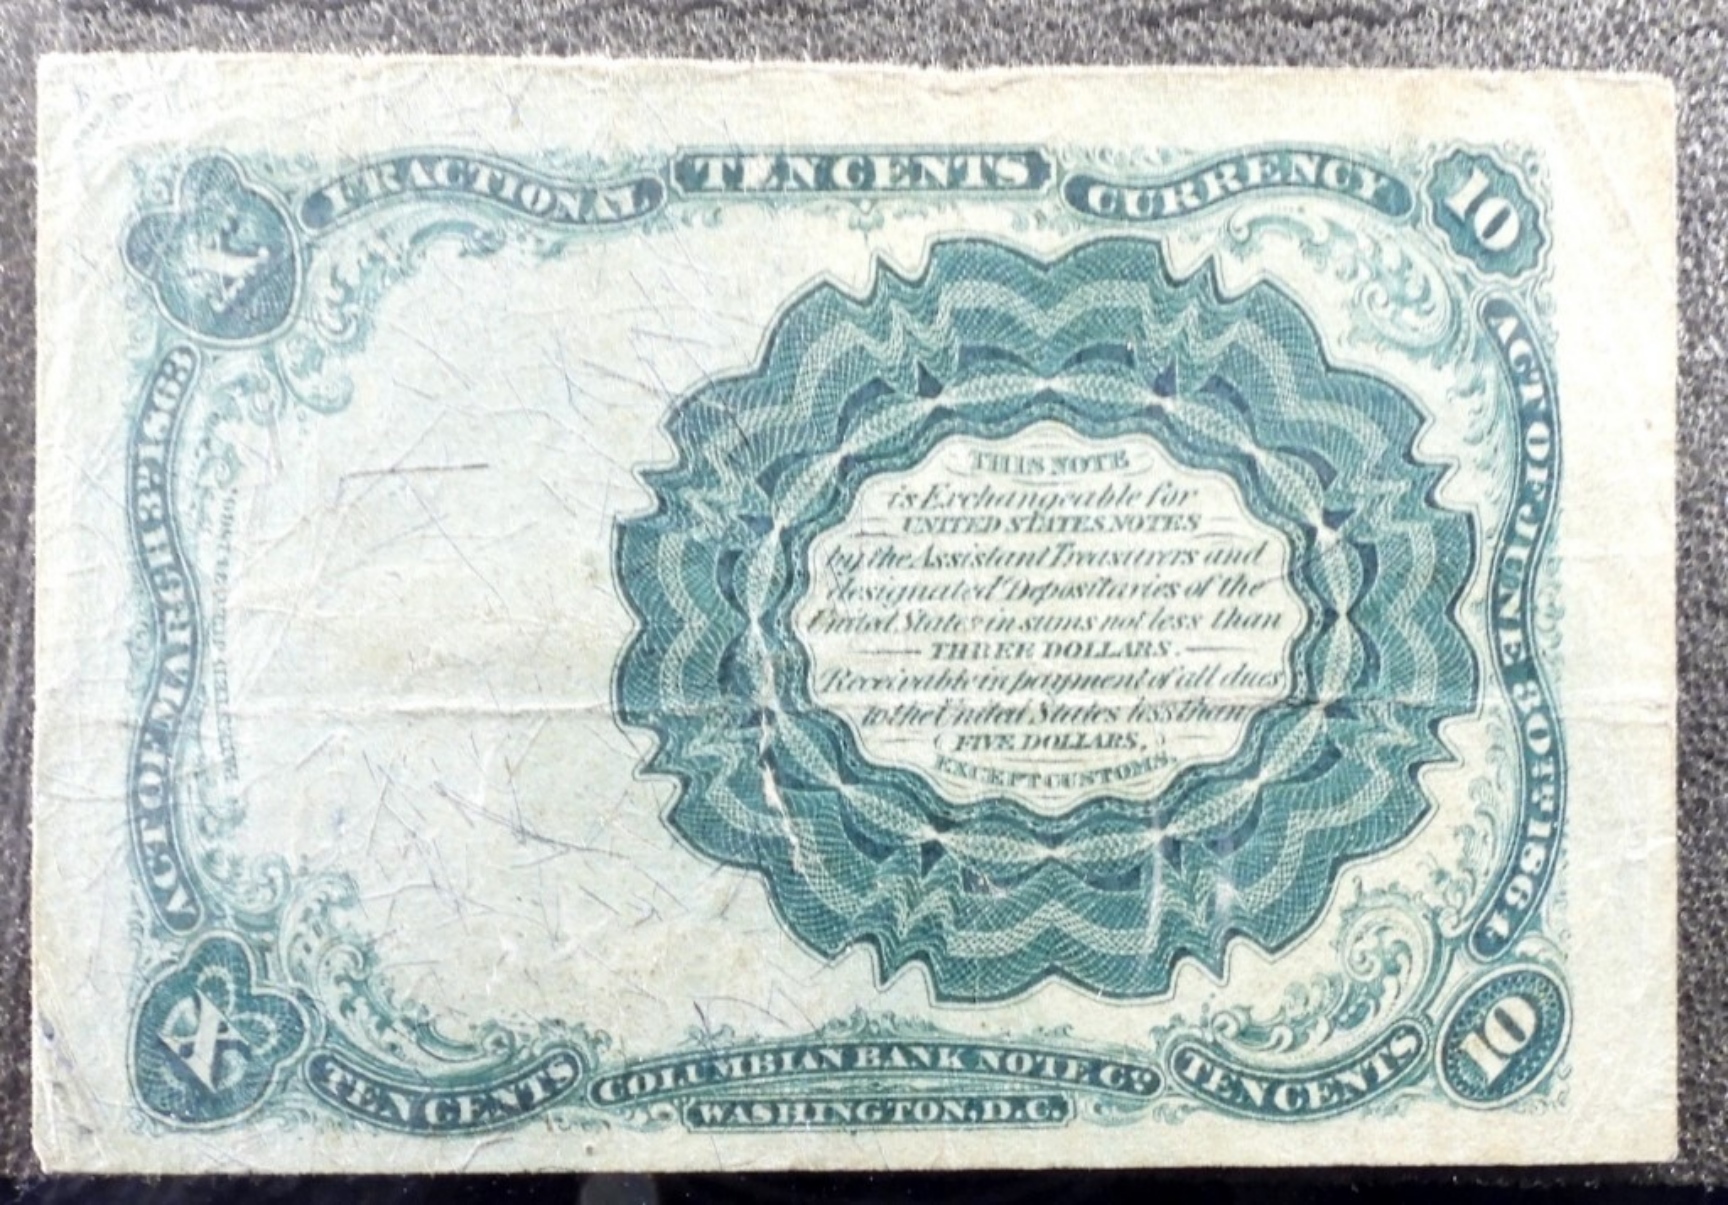 X
FRACTIONAL
TEN CENTS
CURRENCY
10
ACT OF MARCH 3RD 1863
ACT OF JUNE 30TH 1864
THIS NOTE
is Exchangeable for
UNITED STATES NOTES
by the Assistant Treasurers and
designated Depositaries of the
United States in sums not less than
THREE DOLLARS.
Receivable in payment of all dues
to the United States less than
FIVE DOLLARS,
EXCEPT CUSTOMS.
X
TEN CENTS
COLUMBIAN BANK NOTE CO
WASHINGTON, D.C.
TEN CENTS
10